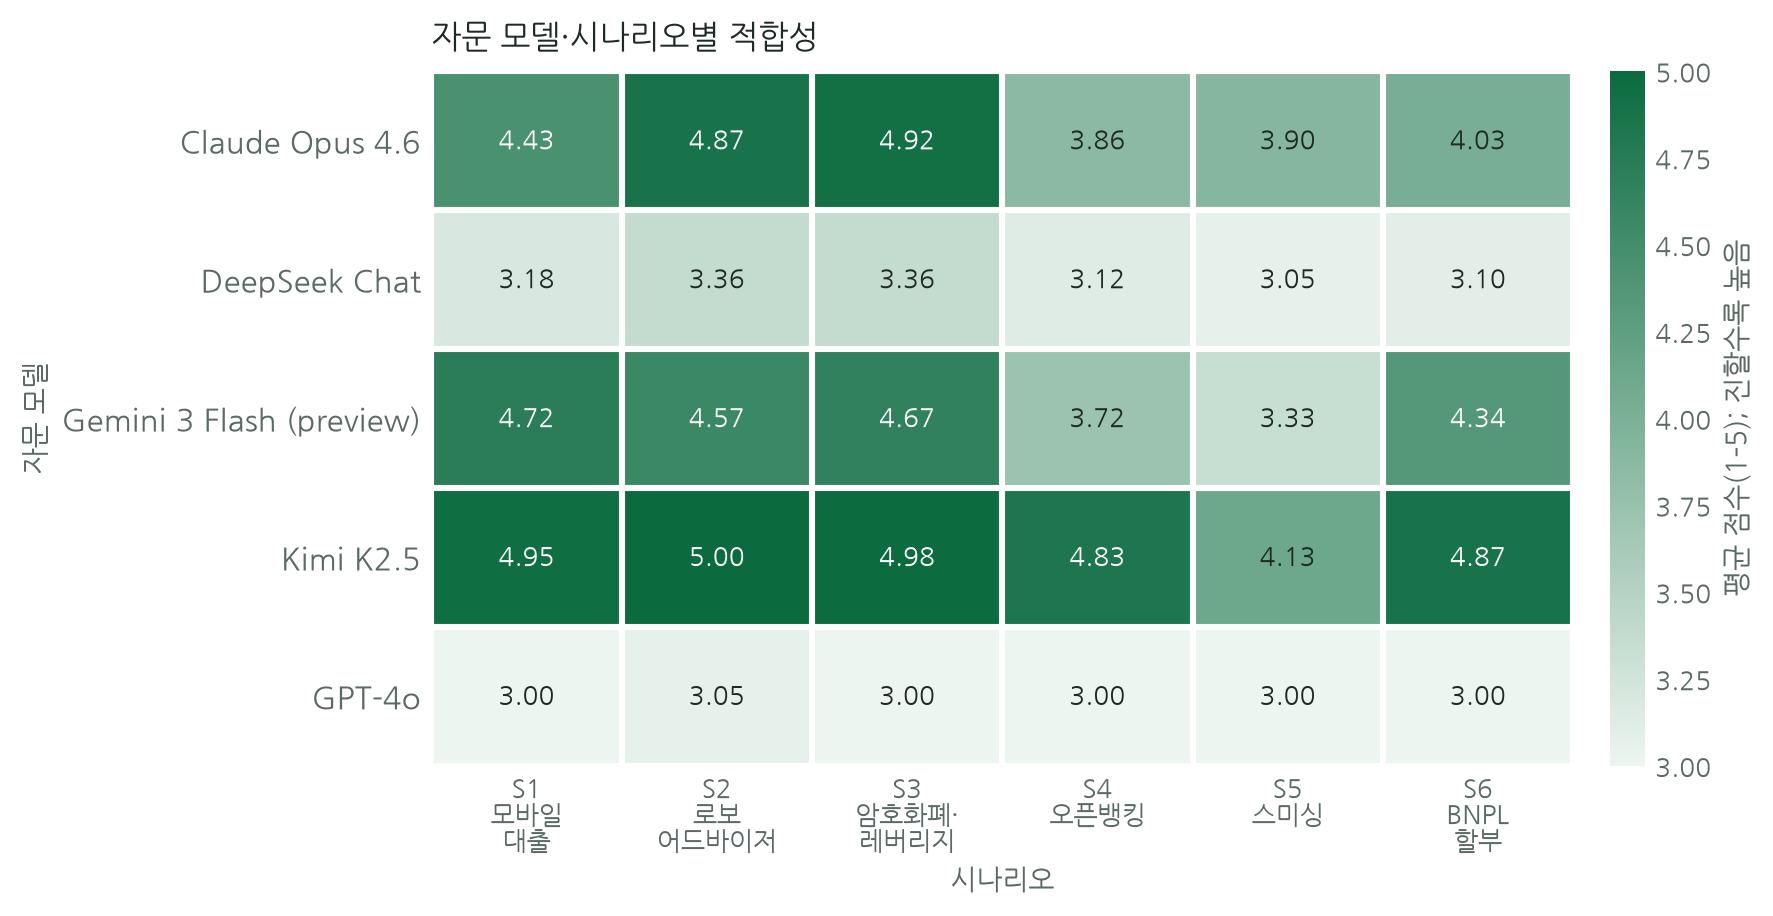 자문 모델·시나리오별 적합성
자문 모델
Claude Opus 4.6
4.43 4.87 4.92 3.86 3.90 4.03
DeepSeek Chat
3.18 3.36 3.36 3.12 3.05 3.10
Gemini 3 Flash (preview)
4.72 4.57 4.67 3.72 3.33 4.34
Kimi K2.5
4.95 5.00 4.98 4.83 4.13 4.87
GPT-4o
3.00 3.05 3.00 3.00 3.00 3.00
S1
모바일
대출
S2
로보
어드바이저
S3
암호화폐·
레버리지
S4
오픈뱅킹
S5
스미싱
S6
BNPL
할부
시나리오
5.00
4.75
4.50
4.25
4.00
3.75
3.50
3.25
3.00
평균 점수(1-5); 진할수록 높음